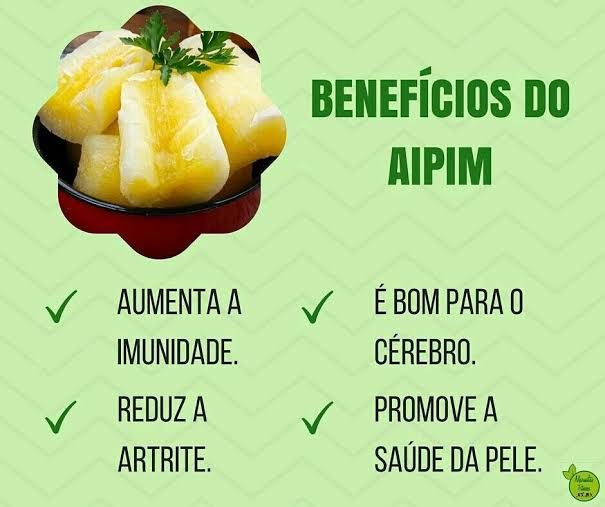 BENEFÍCIOS DO
AIPIM
AUMENTA A
IMUNIDADE.
É BOM PARA O
CÉREBRO.
REDUZ A
ARTRITE.
PROMOVE A
SAÚDE DA PELE.